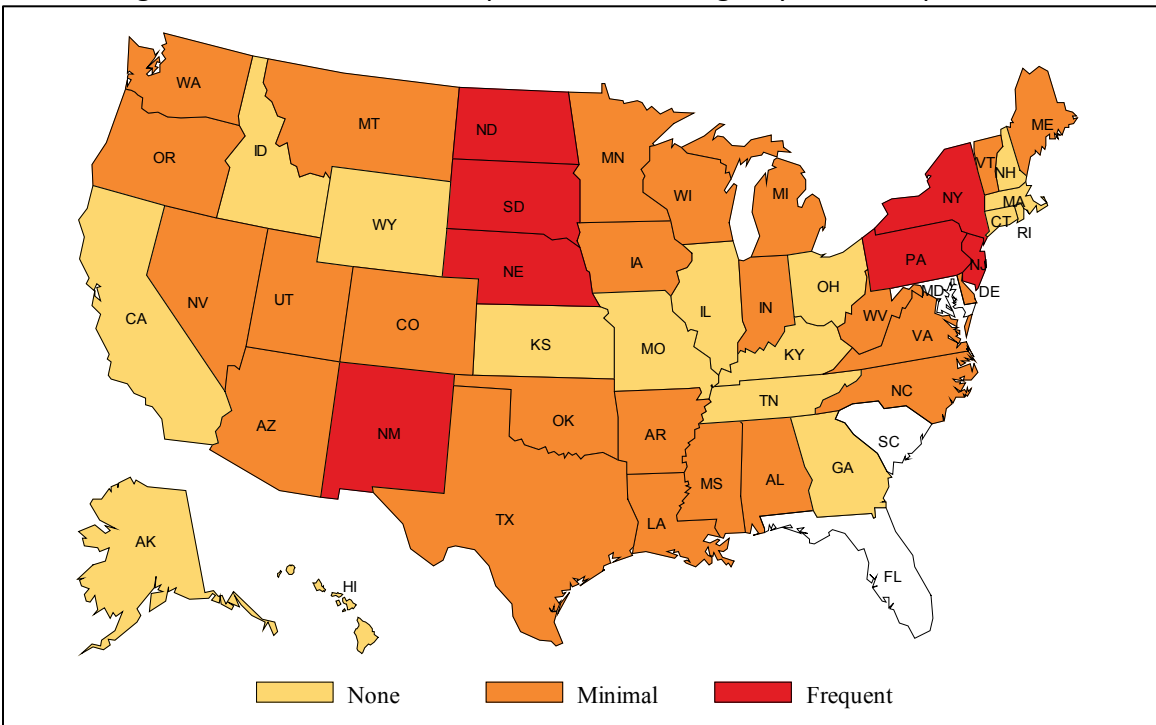 WA
MT
ND
MN
ME
OR
ID
VT
NH
WI
MI
NY
SD
MA
WY
CT
RI
IA
NE
PA
NJ
NV
UT
IL
IN
OH
MD
DE
CA
CO
WV
VA
KS
MO
KY
NC
TN
AZ
NM
OK
AR
SC
GA
MS
AL
TX
LA
AK
FL
HI
None Minimal Frequent